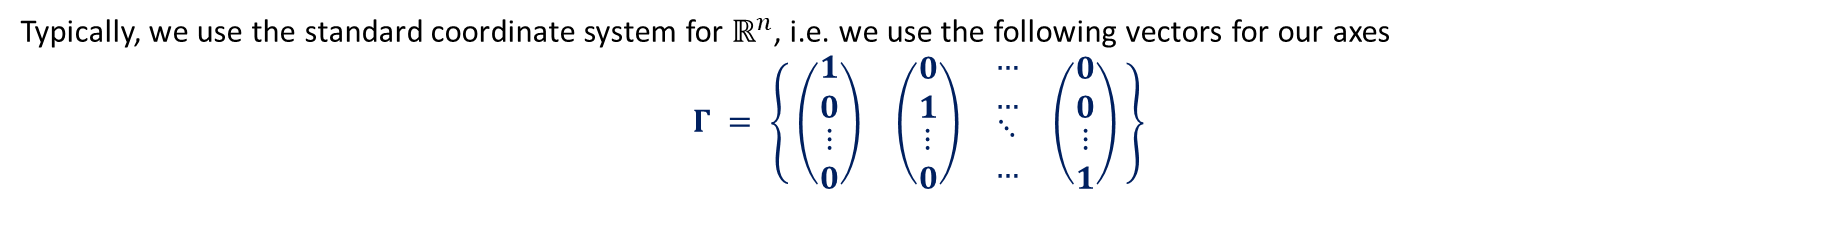 Typically, we use the standard coordinate system for ℝⁿ, i.e. we use the following vectors for our axes
1 0 ⋯ 0
0 1 ⋯ 0
Γ = { ( ⋮ ) ( ⋮ ) ⋱ ( ⋮ ) }
0 0 ⋯ 1